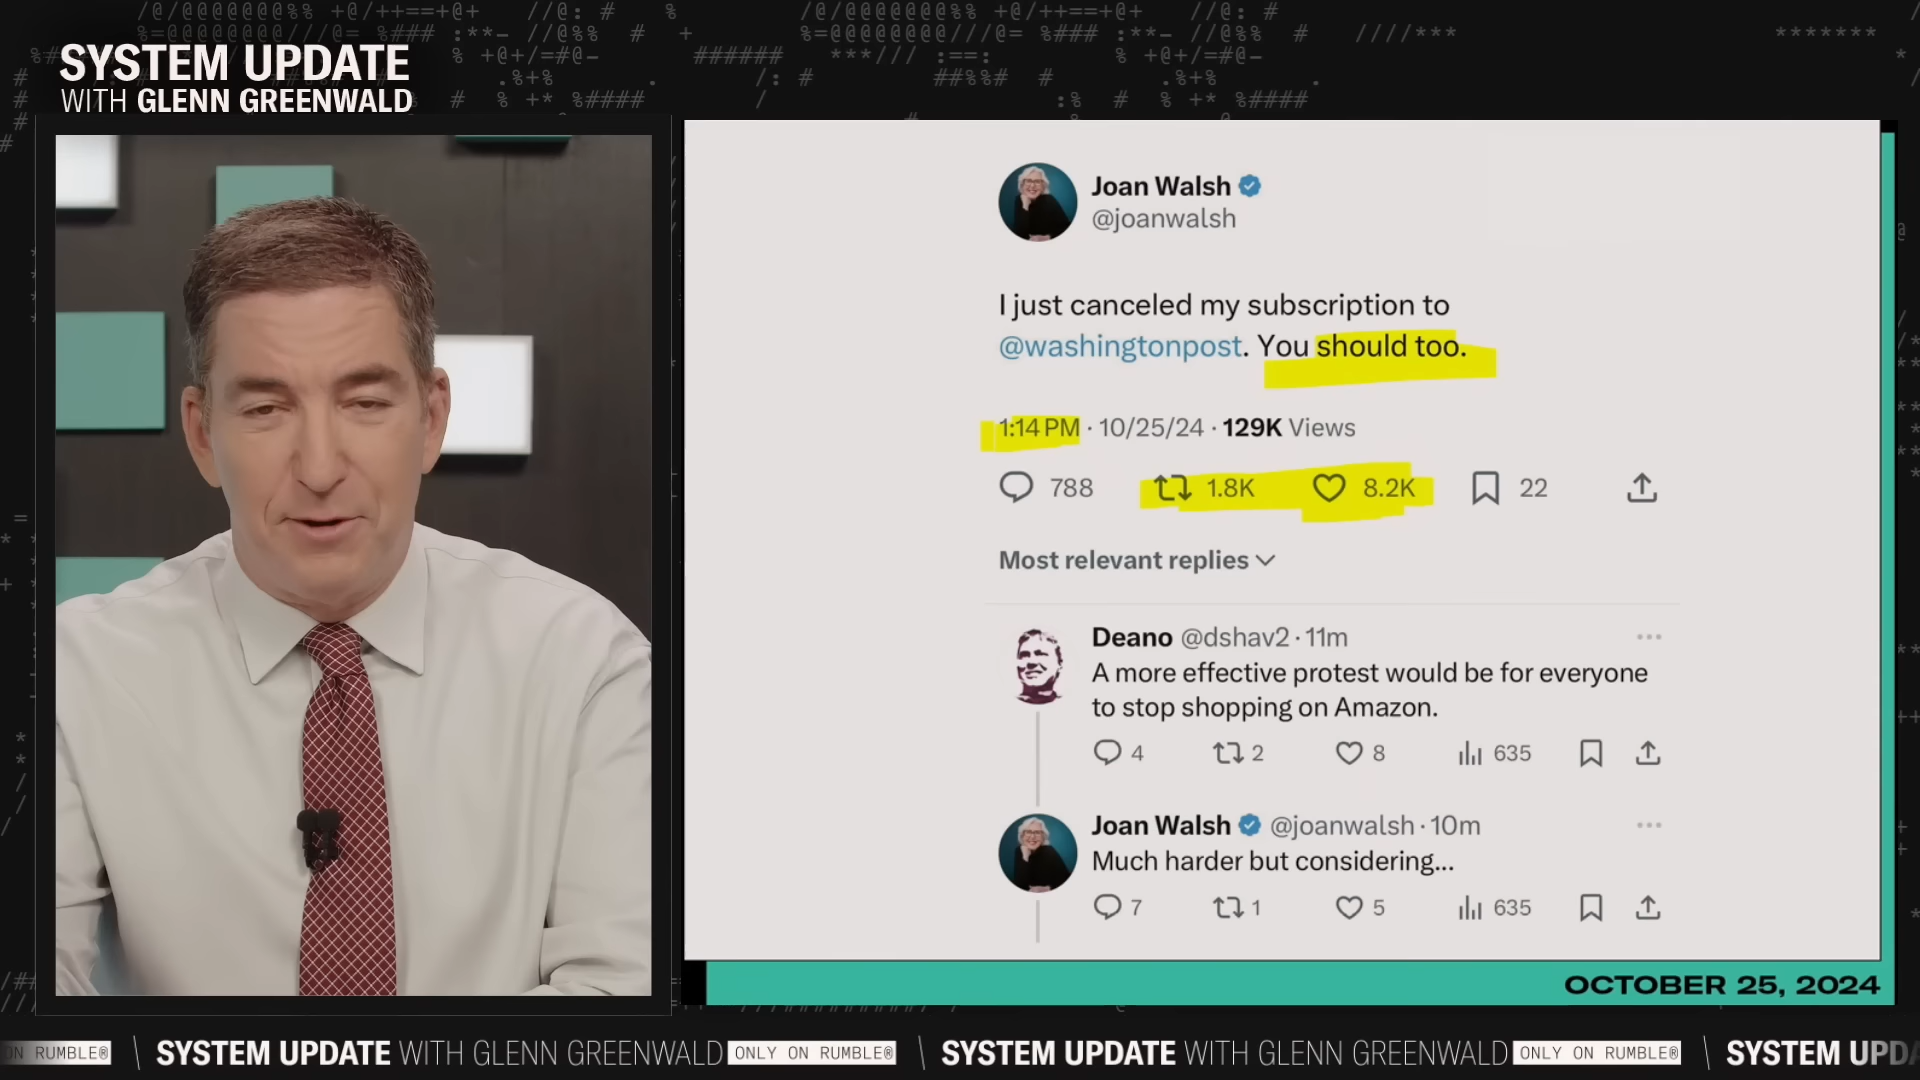 SYSTEM UPDATE
WITH GLENN GREENWALD
Joan Walsh
@joanwalsh
I just canceled my subscription to
@washingtonpost. You should too.
1:14 PM · 10/25/24 · 129K Views
788 1.8K 8.2K 22
Most relevant replies
Deano @dshav2 · 11m
A more effective protest would be for everyone
to stop shopping on Amazon.
4 2 8 635
Joan Walsh @joanwalsh · 10m
Much harder but considering...
7 1 5 635
OCTOBER 25, 2024
ON RUMBLE® \ SYSTEM UPDATE WITH GLENN GREENWALD ONLY ON RUMBLE® \ SYSTEM UPDATE WITH GLENN GREENWALD ONLY ON RUMBLE® \ SYSTEM UPDA